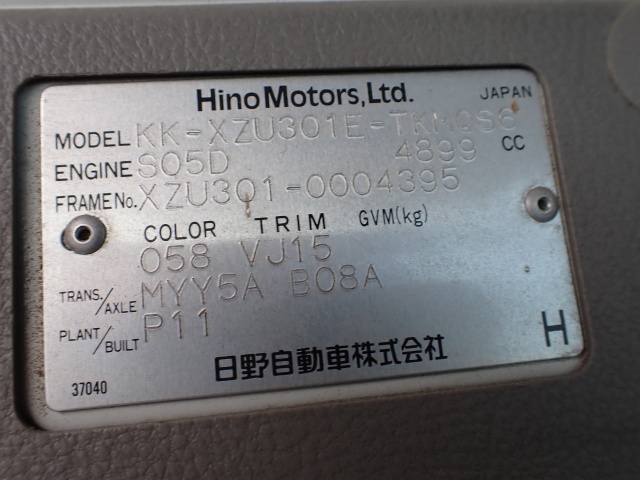 Hino Motors, Ltd. JAPAN
MODEL KK-XZU301E-TKMQS6
ENGINE S05D 4899 CC
FRAME No. XZU301-0004395
COLOR TRIM GVM(kg)
058 VJ15
TRANS./AXLE MYY5A B08A
PLANT/BUILT P11
H
日野自動車株式会社
37040